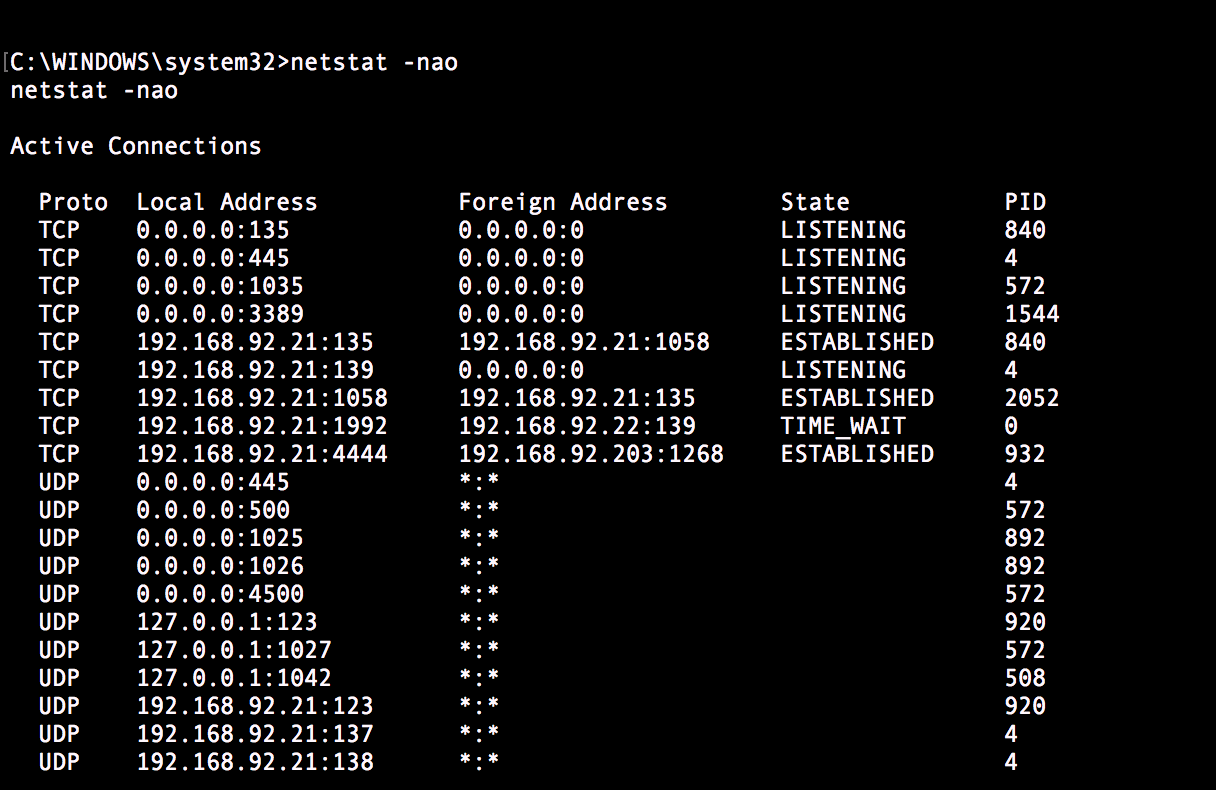 [C:\WINDOWS\system32>netstat -nao
netstat -nao
Active Connections
Proto  Local Address          Foreign Address        State           PID
TCP    0.0.0.0:135            0.0.0.0:0              LISTENING       840
TCP    0.0.0.0:445            0.0.0.0:0              LISTENING       4
TCP    0.0.0.0:1035           0.0.0.0:0              LISTENING       572
TCP    0.0.0.0:3389           0.0.0.0:0              LISTENING       1544
TCP    192.168.92.21:135      192.168.92.21:1058     ESTABLISHED     840
TCP    192.168.92.21:139      0.0.0.0:0              LISTENING       4
TCP    192.168.92.21:1058     192.168.92.21:135      ESTABLISHED     2052
TCP    192.168.92.21:1992     192.168.92.22:139      TIME_WAIT       0
TCP    192.168.92.21:4444     192.168.92.203:1268    ESTABLISHED     932
UDP    0.0.0.0:445            *:*                                    4
UDP    0.0.0.0:500            *:*                                    572
UDP    0.0.0.0:1025           *:*                                    892
UDP    0.0.0.0:1026           *:*                                    892
UDP    0.0.0.0:4500           *:*                                    572
UDP    127.0.0.1:123          *:*                                    920
UDP    127.0.0.1:1027         *:*                                    572
UDP    127.0.0.1:1042         *:*                                    508
UDP    192.168.92.21:123      *:*                                    920
UDP    192.168.92.21:137      *:*                                    4
UDP    192.168.92.21:138      *:*                                    4